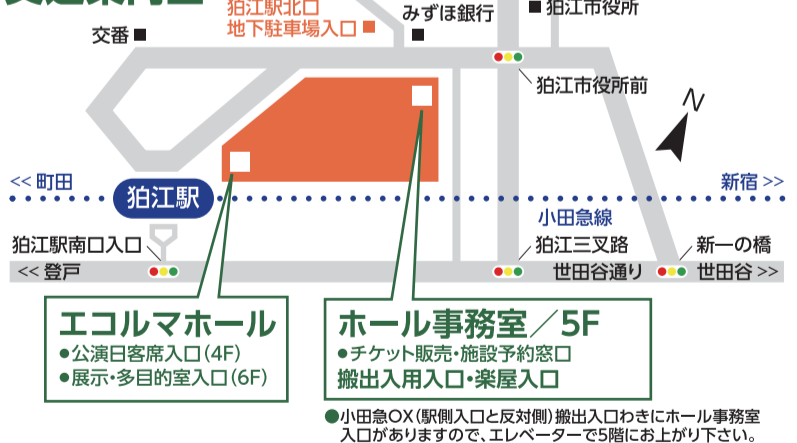 狛江駅北口
地下駐車場入口
みずほ銀行
狛江市役所
交番
狛江市役所前
N
<< 町田
狛江駅
新宿 >>
小田急線
狛江駅南口入口
狛江三叉路
新一の橋
<< 登戸
世田谷通り
世田谷 >>
エコルマホール
●公演日客席入口（4F）
●展示・多目的室入口（6F）
ホール事務室／5F
●チケット販売・施設予約窓口
搬出入用入口・楽屋入口
●小田急OX（駅側入口と反対側）搬出入口わきにホール事務室
入口がありますので、エレベーターで5階にお上がり下さい。